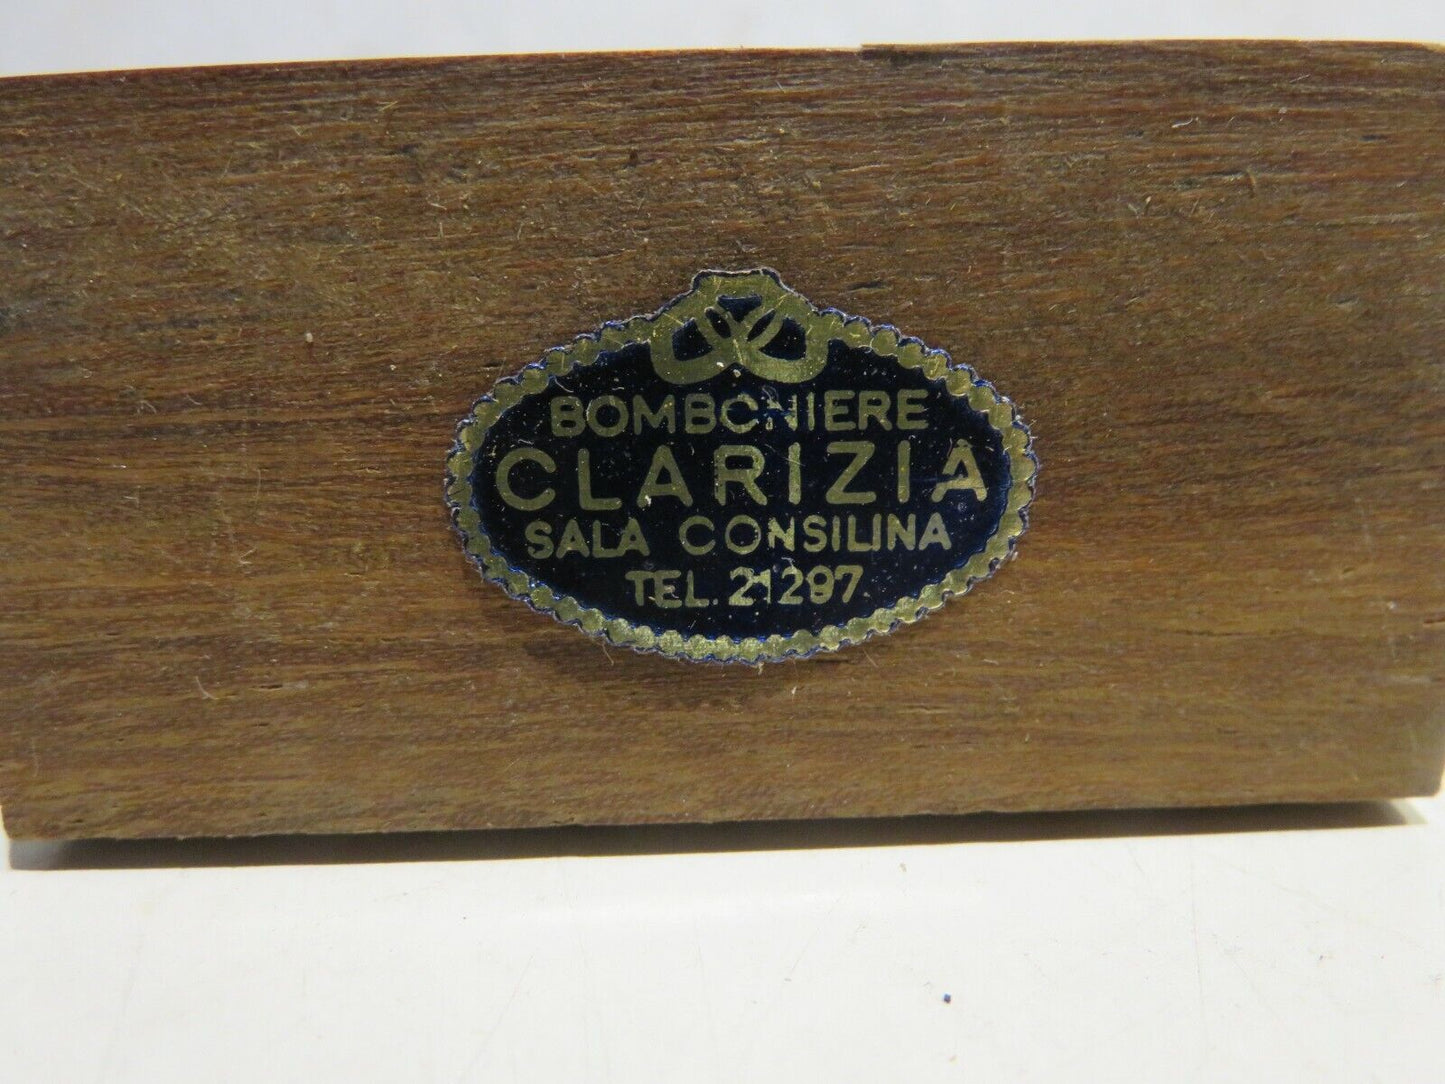 BOMBONIERE
CLARIZIA
SALA CONSILINA
TEL. 21297